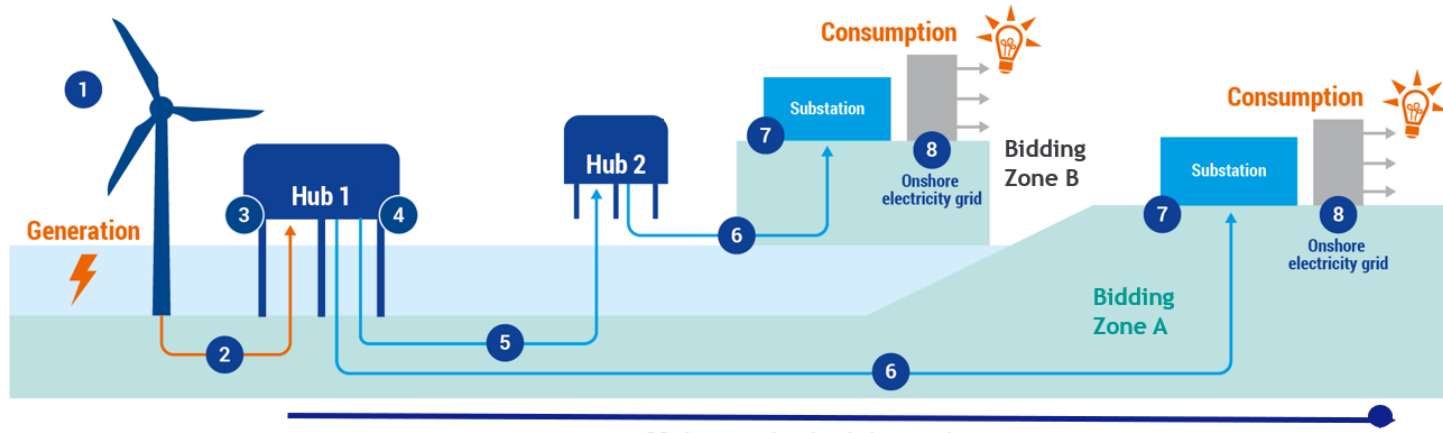 1
Generation
2
3
Hub 1
4
5
Hub 2
6
7
Substation
Consumption
8
Onshore
electricity grid
Bidding
Zone B
6
Bidding
Zone A
7
Substation
Consumption
8
Onshore
electricity grid